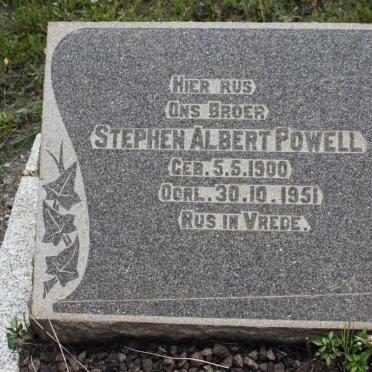 HIER RUS
ONS BROER
STEPHEN ALBERT POWELL
GEB. 5.5.1900
OORL. 30.10.1951
RUS IN VREDE.